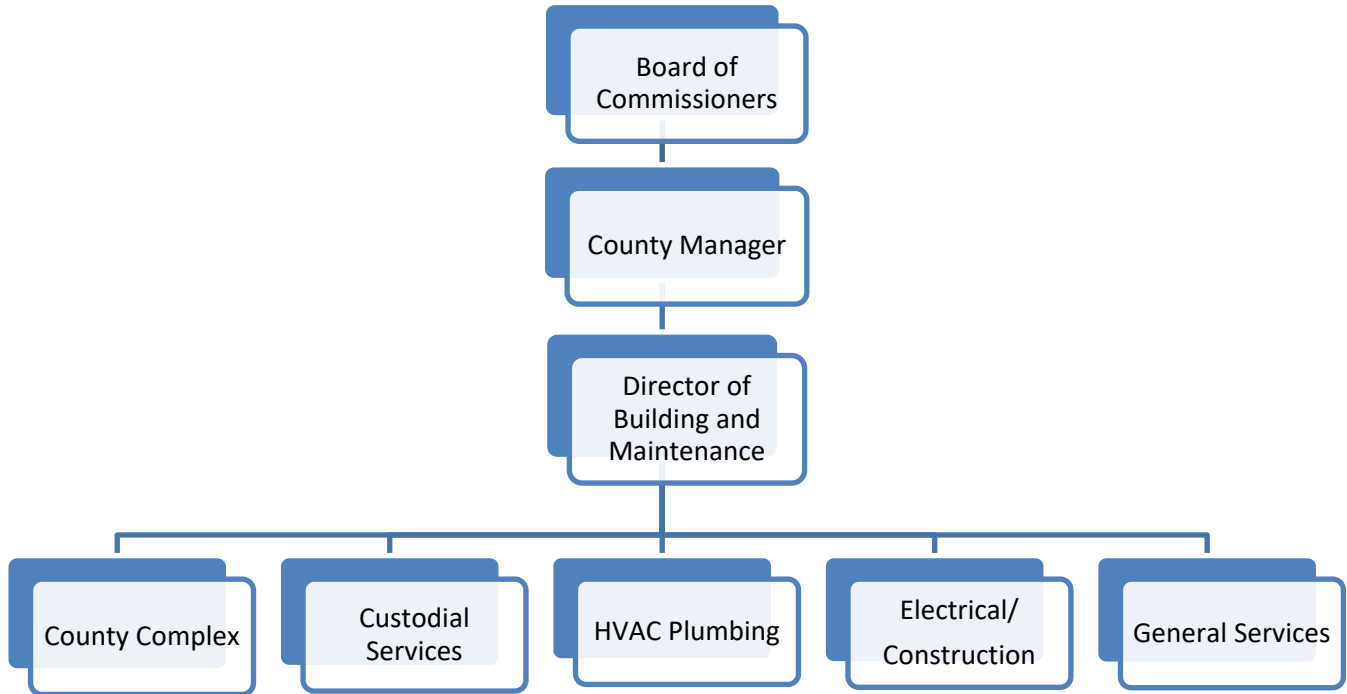 Board of
Commissioners
County Manager
Director of
Building and
Maintenance
County Complex
Custodial
Services
HVAC Plumbing
Electrical/
Construction
General Services